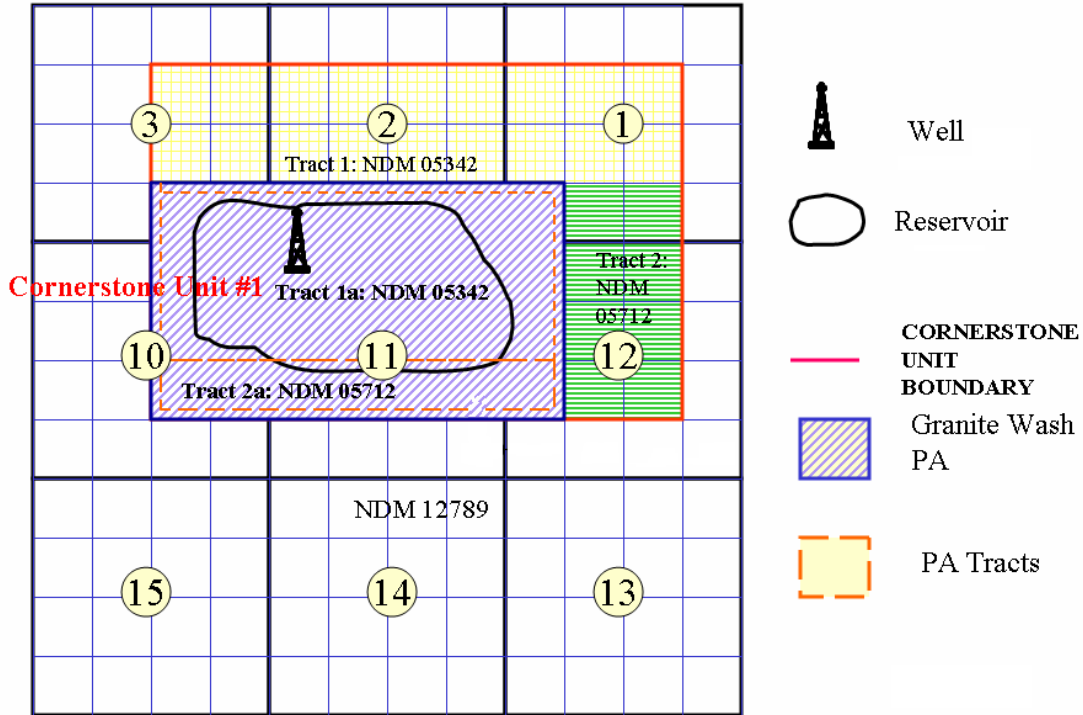 3
2
1
Tract 1: NDM 05342
Cornerstone Unit #1
Tract 1a: NDM 05342
Tract 2:
NDM
05712
10
11
12
Tract 2a: NDM 05712
NDM 12789
15
14
13
Well
Reservoir
CORNERSTONE
UNIT
BOUNDARY
Granite Wash
PA
PA Tracts